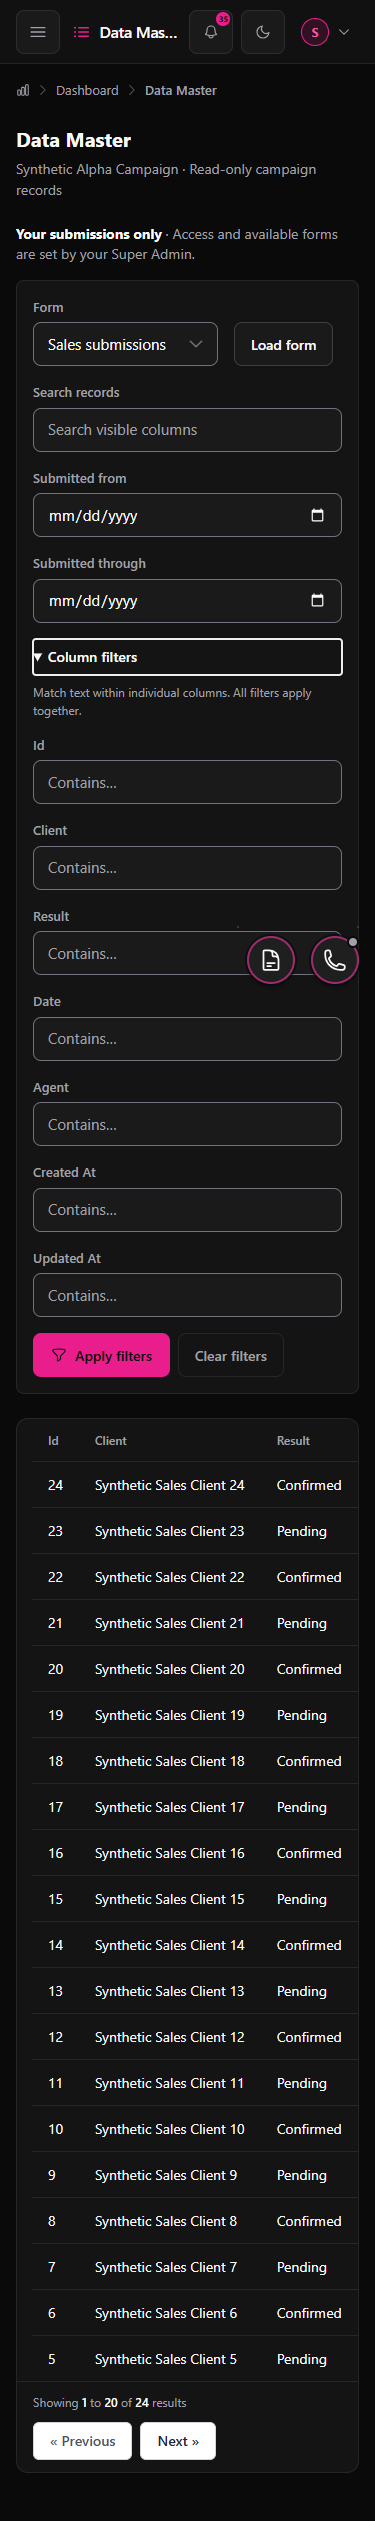 Data Mas...
35
S
Dashboard > Data Master
Data Master
Synthetic Alpha Campaign · Read-only campaign
records
Your submissions only · Access and available forms
are set by your Super Admin.
Form
Sales submissions
Load form
Search records
Search visible columns
Submitted from
mm/dd/yyyy
Submitted through
mm/dd/yyyy
Column filters
Match text within individual columns. All filters apply
together.
Id
Contains...
Client
Contains...
Result
Contains...
Date
Contains...
Agent
Contains...
Created At
Contains...
Updated At
Contains...
Apply filters Clear filters
Id Client Result
24 Synthetic Sales Client 24 Confirmed
23 Synthetic Sales Client 23 Pending
22 Synthetic Sales Client 22 Confirmed
21 Synthetic Sales Client 21 Pending
20 Synthetic Sales Client 20 Confirmed
19 Synthetic Sales Client 19 Pending
18 Synthetic Sales Client 18 Confirmed
17 Synthetic Sales Client 17 Pending
16 Synthetic Sales Client 16 Confirmed
15 Synthetic Sales Client 15 Pending
14 Synthetic Sales Client 14 Confirmed
13 Synthetic Sales Client 13 Pending
12 Synthetic Sales Client 12 Confirmed
11 Synthetic Sales Client 11 Pending
10 Synthetic Sales Client 10 Confirmed
9 Synthetic Sales Client 9 Pending
8 Synthetic Sales Client 8 Confirmed
7 Synthetic Sales Client 7 Pending
6 Synthetic Sales Client 6 Confirmed
5 Synthetic Sales Client 5 Pending
Showing 1 to 20 of 24 results
« Previous Next »